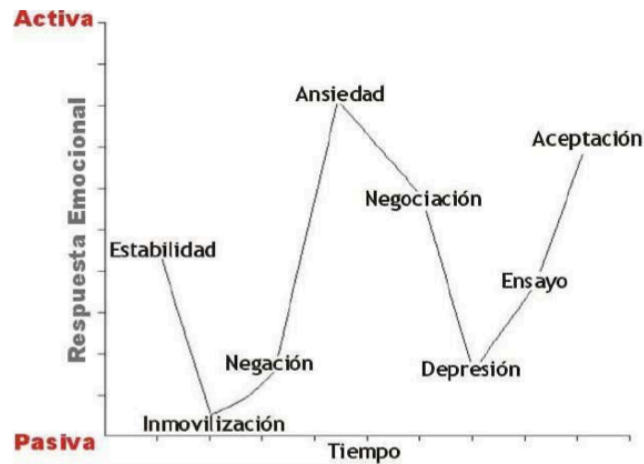 Activa
Ansiedad
Aceptación
Negociación
Respuesta Emocional
Estabilidad
Ensayo
Negación
Depresión
Inmovilización
Pasiva
Tiempo